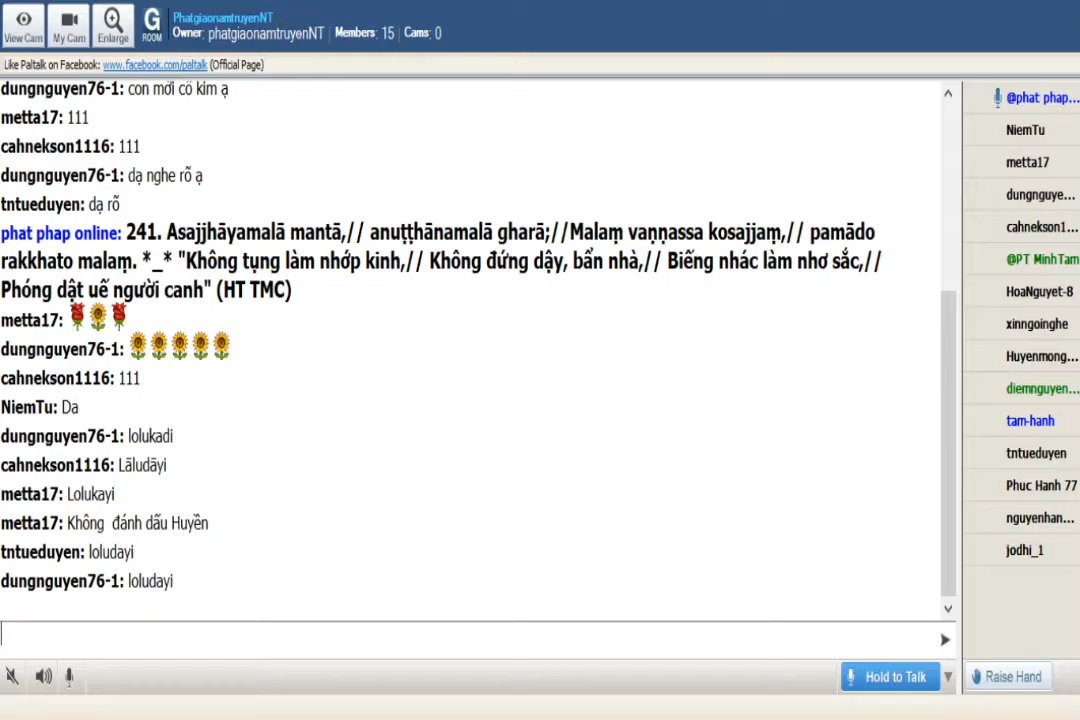 View Cam
My Cam
Enlarge
G
ROOM
PhatgiaonamtruyenNT
Owner: phatgiaonamtruyenNT | Members: 15 | Cams: 0
Like Paltalk on Facebook: www.facebook.com/paltalk (Official Page)
dungnguyen76-1: con mới có kim ạ
metta17: 111
cahnekson1116: 111
dungnguyen76-1: dạ nghe rõ ạ
tntueduyen: dạ rõ
phat phap online: 241. Asajjhāyamalā mantā,// anuṭṭhānamalā gharā;//Malaṃ vaṇṇassa kosajjaṃ,// pamādo
rakkhato malaṃ. *_* "Không tụng làm nhớp kinh,// Không đứng dậy, bẩn nhà,// Biếng nhác làm nhơ sắc,//
Phóng dật uế người canh" (HT TMC)
metta17:
dungnguyen76-1:
cahnekson1116: 111
NiemTu: Da
dungnguyen76-1: lolukadi
cahnekson1116: Lāludāyi
metta17: Lolukayi
metta17: Không đánh dấu Huyền
tntueduyen: loludayi
dungnguyen76-1: loludayi
@phat phap...
NiemTu
metta17
dungnguye...
cahnekson1...
@PT MinhTam
HoaNguyet-8
xinngoinghe
Huyenmong...
diemnguyen...
tam-hanh
tntueduyen
Phuc Hanh 77
nguyenhan...
jodhi_1
Hold to Talk
Raise Hand